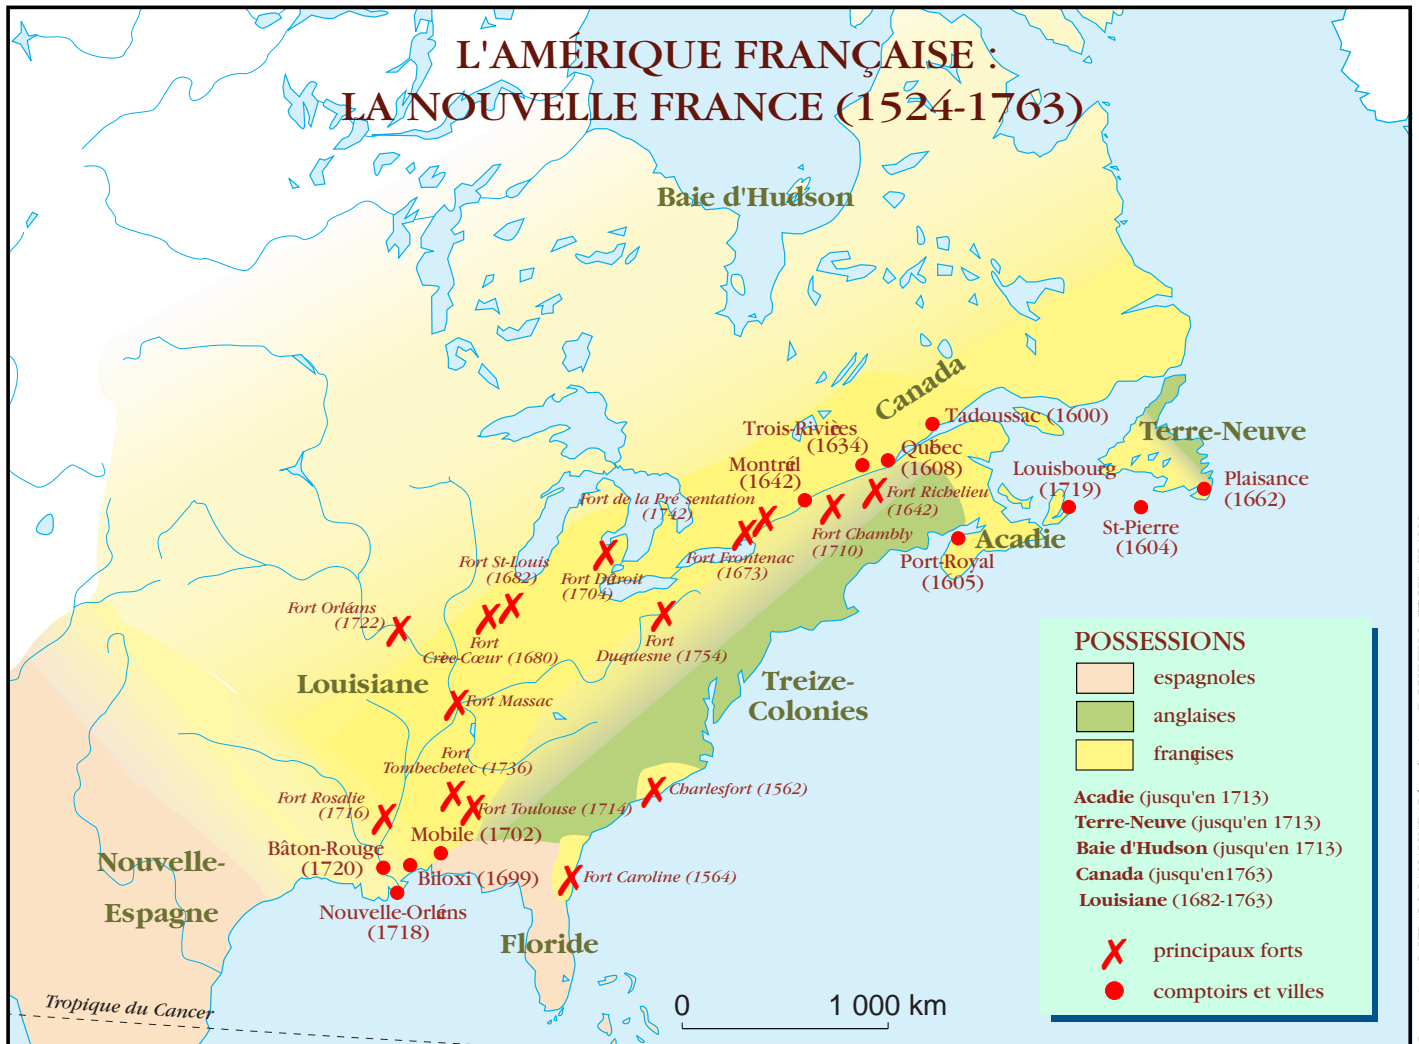 L'AMÉRIQUE FRANÇAISE :
LA NOUVELLE FRANCE (1524-1763)
Baie d'Hudson
Canada
Tadoussac (1600)
Terre-Neuve
Trois-Rivières
(1634)
Québec
(1608)
Montréal
(1642)
Louisbourg
(1719)
Plaisance
(1662)
St-Pierre
(1604)
Fort de la Pré sentation
(1742)
Fort Richelieu
(1642)
Fort Chambly
(1710)
Acadie
Port-Royal
(1605)
Fort Frontenac
(1673)
Fort St-Louis
(1682)
Fort Détroit
(1704)
Fort Orléans
(1722)
Fort
Crève-Cœur (1680)
Fort
Duquesne (1754)
Louisiane
Fort Massac
Treize-
Colonies
Fort
Tombecbetec (1736)
Charlesfort (1562)
Fort Rosalie
(1716)
Fort Toulouse (1714)
Mobile (1702)
Bâton-Rouge
(1720)
Biloxi (1699)
Fort Caroline (1564)
Nouvelle-Orléans
(1718)
Nouvelle-
Espagne
Floride
Tropique du Cancer
0 1 000 km
POSSESSIONS
espagnoles
anglaises
françaises
Acadie (jusqu'en 1713)
Terre-Neuve (jusqu'en 1713)
Baie d'Hudson (jusqu'en 1713)
Canada (jusqu'en1763)
Louisiane (1682-1763)
principaux forts
comptoirs et villes